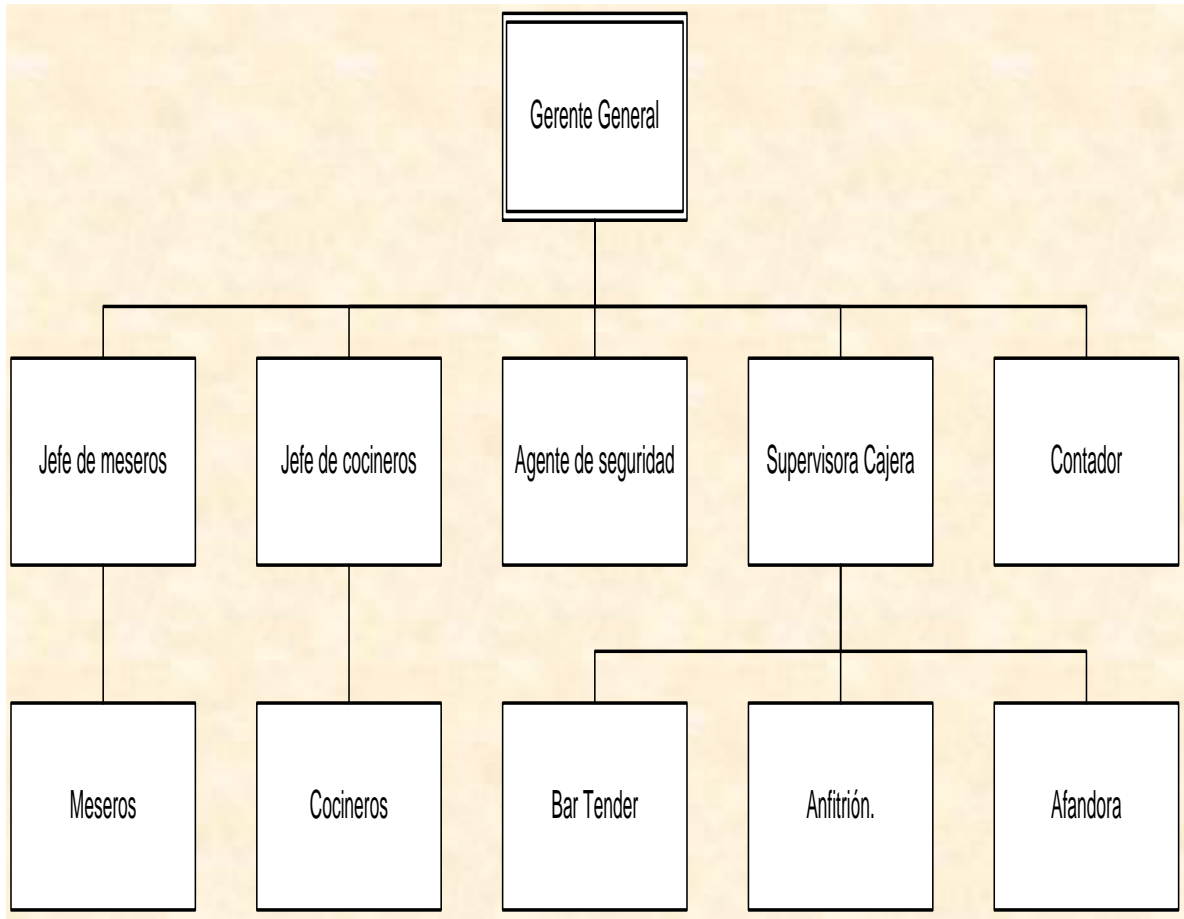 Gerente General
Jefe de meseros
Jefe de cocineros
Agente de seguridad
Supervisora Cajera
Contador
Meseros
Cocineros
Bar Tender
Anfitrión.
Afandora